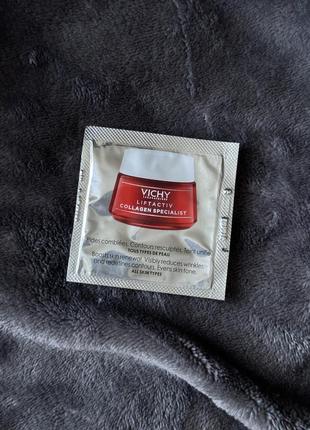 VICHY
LABORATOIRES
LIFTACTIV
COLLAGEN SPECIALIST
Rides comblées. Contours resculptés. Teint unifié.
TOUS TYPES DE PEAU
Boosts skin renewal. Visibly reduces wrinkles
and redefines contours. Evens skin tone.
ALL SKIN TYPES